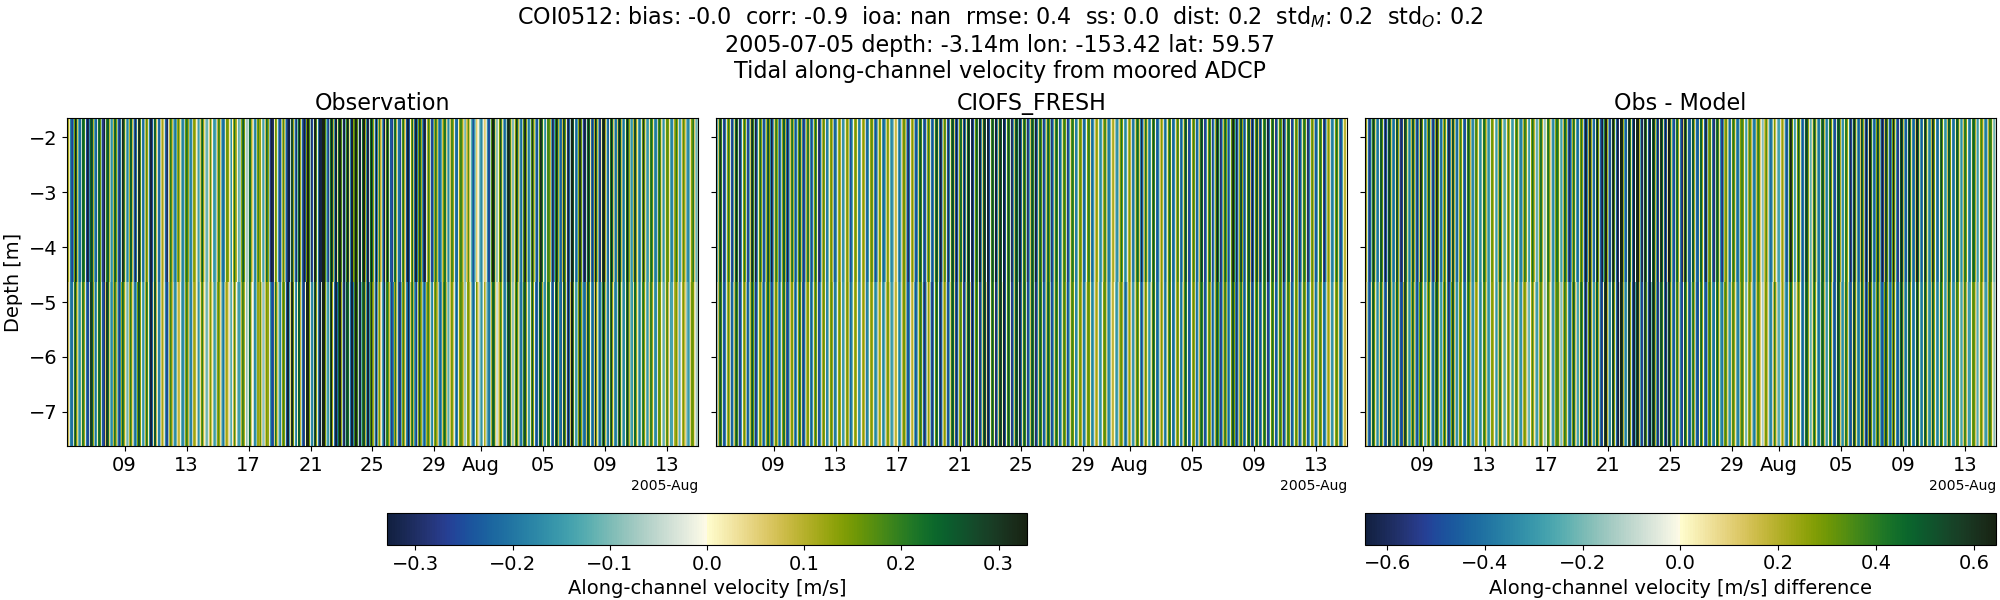 COI0512: bias: -0.0 corr: -0.9 ioa: nan rmse: 0.4 ss: 0.0 dist: 0.2 std_M: 0.2 std_O: 0.2
2005-07-05 depth: -3.14m lon: -153.42 lat: 59.57
Tidal along-channel velocity from moored ADCP
Observation CIOFS_FRESH Obs - Model
−2
−3
−4
−5
−6
−7
Depth [m]
09 13 17 21 25 29 Aug 05 09 13
2005-Aug
09 13 17 21 25 29 Aug 05 09 13
2005-Aug
09 13 17 21 25 29 Aug 05 09 13
2005-Aug
−0.3 −0.2 −0.1 0.0 0.1 0.2 0.3
Along-channel velocity [m/s]
−0.6 −0.4 −0.2 0.0 0.2 0.4 0.6
Along-channel velocity [m/s] difference